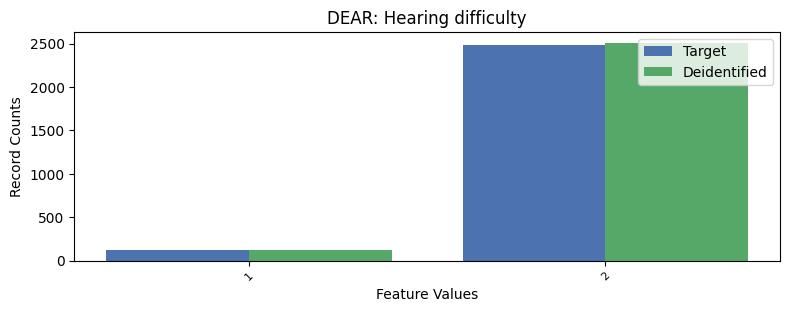 DEAR: Hearing difficulty
Target
Deidentified
2500
2000
1500
1000
500
0
Record Counts
1
2
Feature Values